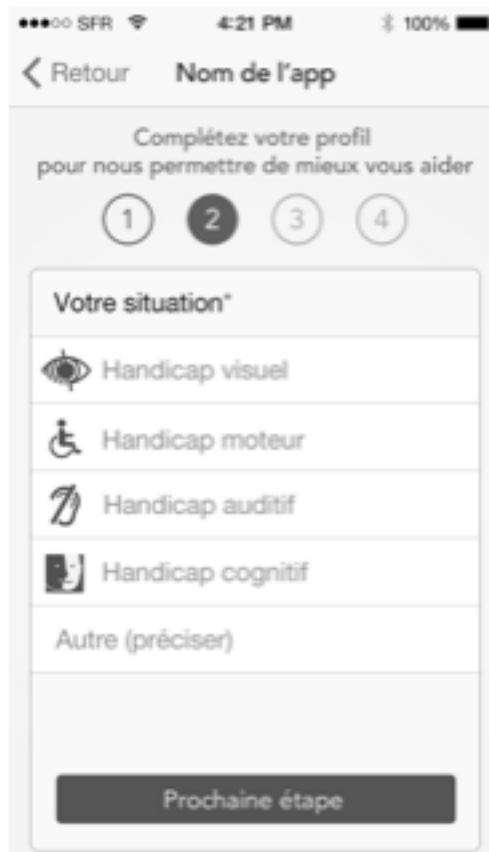 SFR 4:21 PM 100%
Retour Nom de l'app
Complétez votre profil
pour nous permettre de mieux vous aider
1 2 3 4
Votre situation*
Handicap visuel
Handicap moteur
Handicap auditif
Handicap cognitif
Autre (préciser)
Prochaine étape